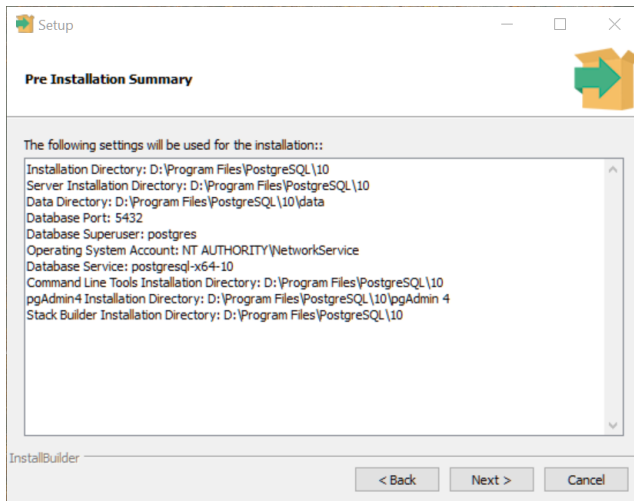 Setup
Pre Installation Summary
The following settings will be used for the installation::
Installation Directory: D:\Program Files\PostgreSQL\10
Server Installation Directory: D:\Program Files\PostgreSQL\10
Data Directory: D:\Program Files\PostgreSQL\10\data
Database Port: 5432
Database Superuser: postgres
Operating System Account: NT AUTHORITY\NetworkService
Database Service: postgresql-x64-10
Command Line Tools Installation Directory: D:\Program Files\PostgreSQL\10
pgAdmin4 Installation Directory: D:\Program Files\PostgreSQL\10\pgAdmin 4
Stack Builder Installation Directory: D:\Program Files\PostgreSQL\10
InstallBuilder
< Back Next > Cancel